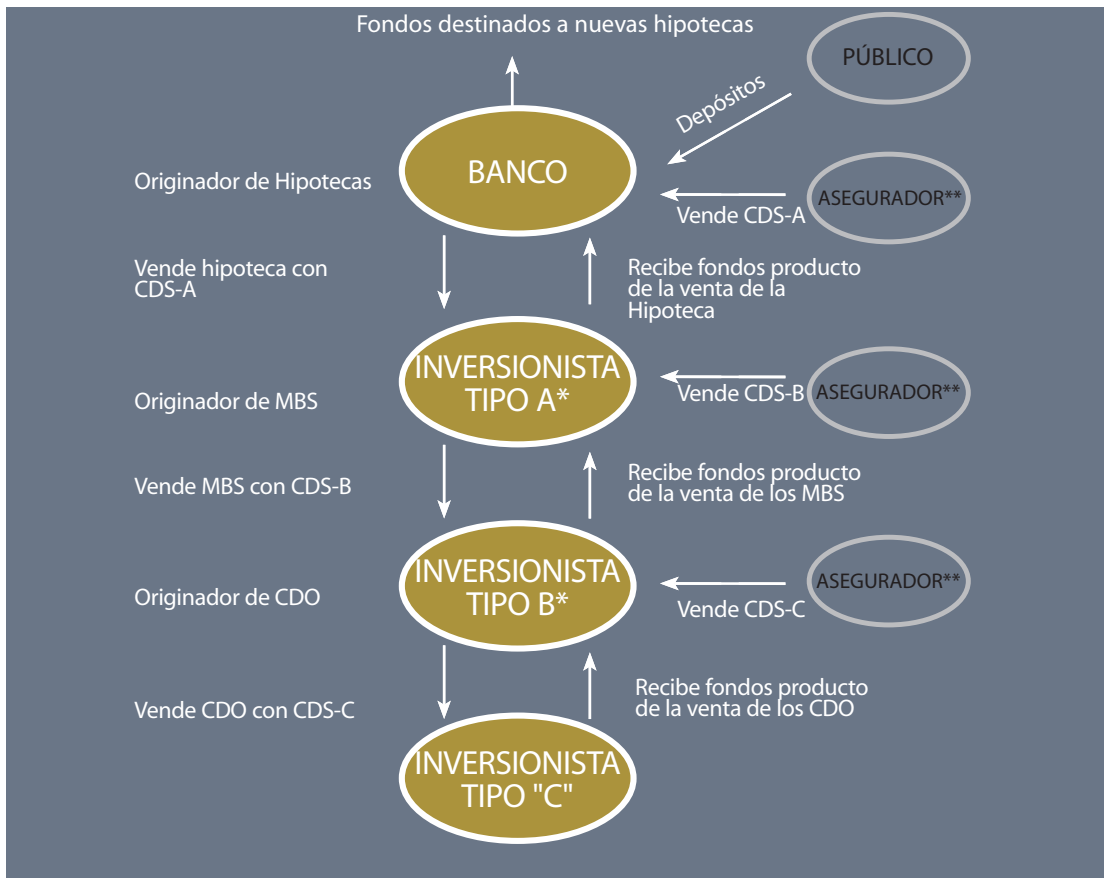 Fondos destinados a nuevas hipotecas
PÚBLICO
Depósitos
BANCO
Originador de Hipotecas
ASEGURADOR**
Vende CDS-A
Vende hipoteca con
CDS-A
Recibe fondos producto
de la venta de la
Hipoteca
INVERSIONISTA
TIPO A*
Originador de MBS
Vende CDS-B
ASEGURADOR**
Vende MBS con CDS-B
Recibe fondos producto
de la venta de los MBS
INVERSIONISTA
TIPO B*
Originador de CDO
Vende CDS-C
ASEGURADOR**
Vende CDO con CDS-C
Recibe fondos producto
de la venta de los CDO
INVERSIONISTA
TIPO "C"